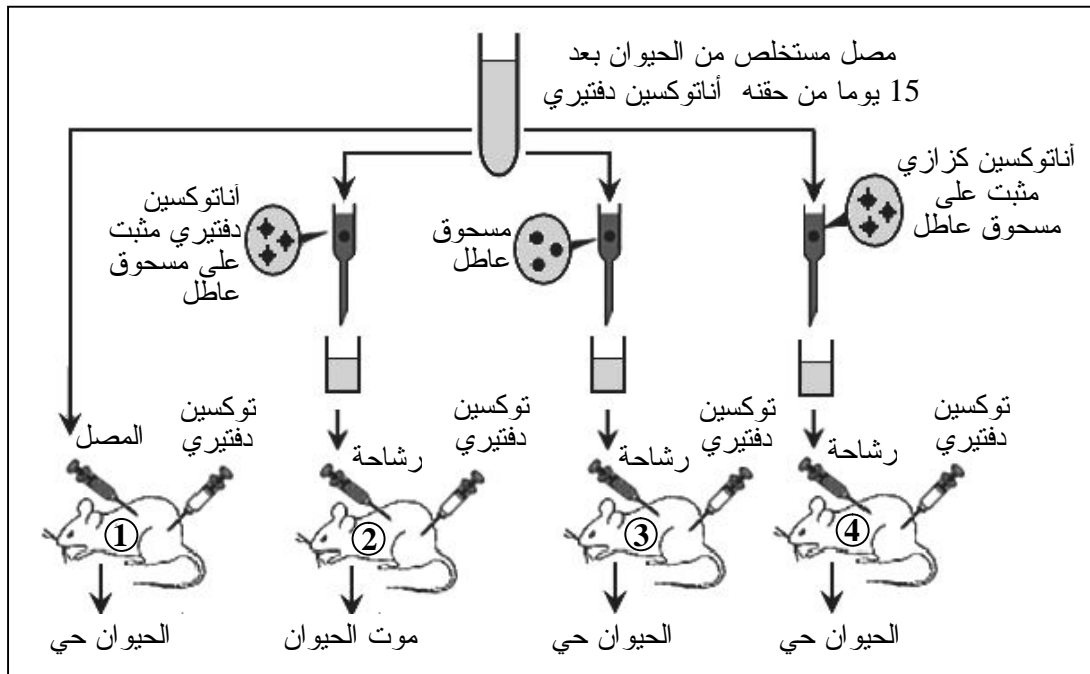 مصل مستخلص من الحيوان بعد
15 يوما من حقنه أناتوكسين دفتيري
أناتوكسين كزازي
مثبت على
مسحوق عاطل
مسحوق
عاطل
أناتوكسين
دفتيري مثبت
على مسحوق
عاطل
المصل
توكسين
دفتيري
رشاحة
توكسين
دفتيري
رشاحة
توكسين
دفتيري
رشاحة
توكسين
دفتيري
1
2
3
4
الحيوان حي
موت الحيوان
الحيوان حي
الحيوان حي